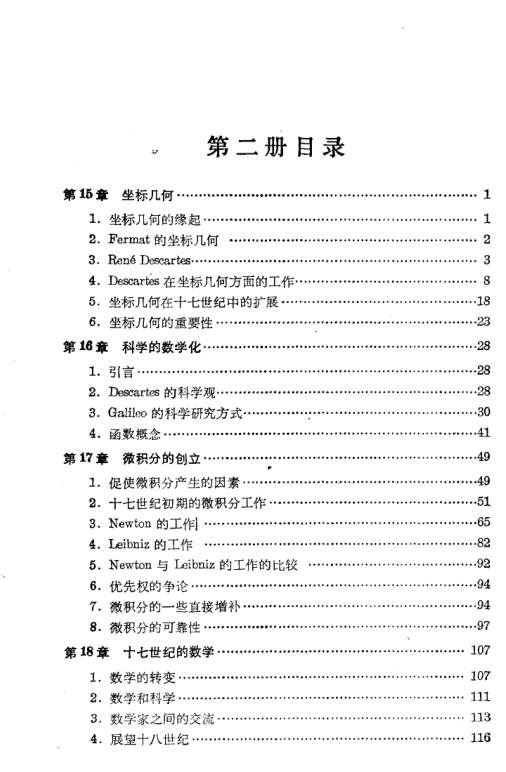 第二册目录
第15章 坐标几何……1
1. 坐标几何的缘起……1
2. Fermat 的坐标几何……2
3. René Descartes……3
4. Descartes 在坐标几何方面的工作……8
5. 坐标几何在十七世纪中的扩展……18
6. 坐标几何的重要性……23
第16章 科学的数学化……28
1. 引言……28
2. Descartes 的科学观……28
3. Galileo 的科学研究方式……30
4. 函数概念……41
第17章 微积分的创立……49
1. 促使微积分产生的因素……49
2. 十七世纪初期的微积分工作……51
3. Newton 的工作……65
4. Leibniz 的工作……82
5. Newton 与 Leibniz 的工作的比较……92
6. 优先权的争论……94
7. 微积分的一些直接增补……94
8. 微积分的可靠性……97
第18章 十七世纪的数学……107
1. 数学的转变……107
2. 数学和科学……111
3. 数学家之间的交流……113
4. 展望十八世纪……116